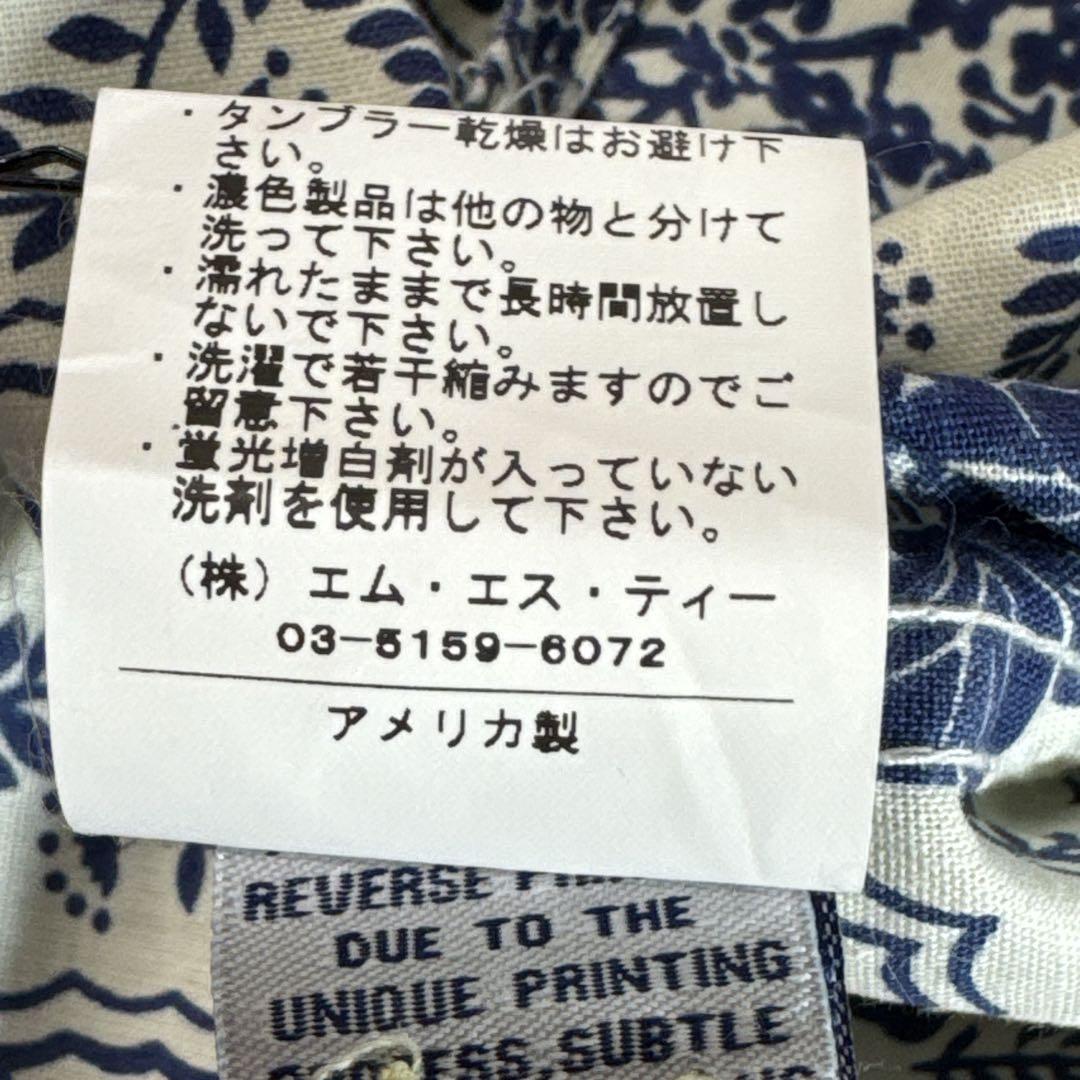 ・タンブラー乾燥はお避け下
さい。
・濃色製品は他の物と分けて
洗って下さい。
・濡れたままで長時間放置し
ないで下さい。
・洗濯で若干縮みますのでご
留意下さい。
・蛍光増白剤が入っていない
洗剤を使用して下さい。
(株) エム・エス・ティー
03-5159-6072
アメリカ製
REVERSE
DUE TO THE
UNIQUE PRINTING
SUBTLE